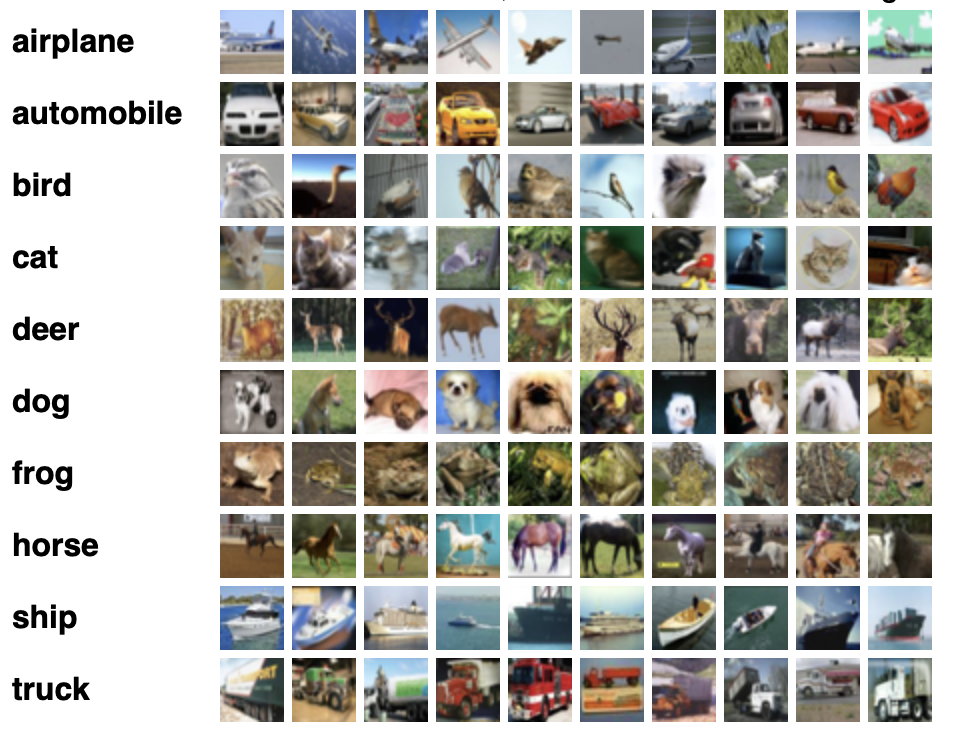 airplane
automobile
bird
cat
deer
dog
frog
horse
ship
truck